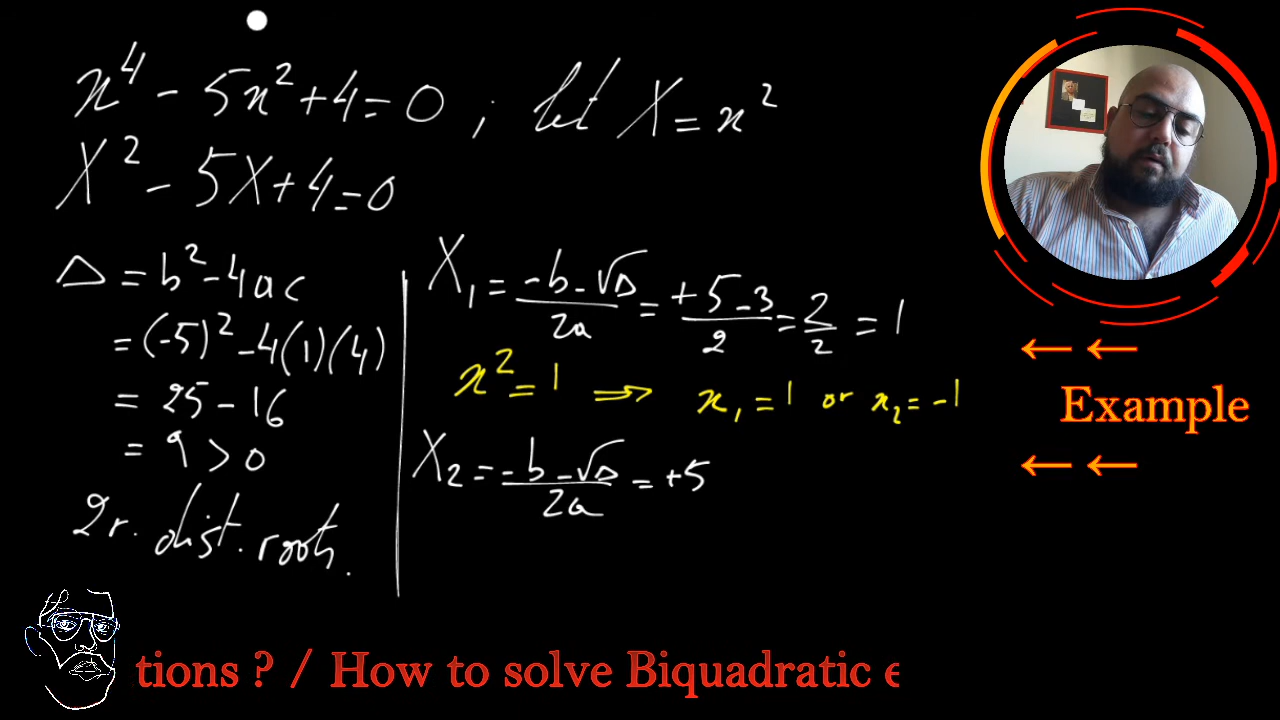 x⁴ - 5x² + 4 = 0 ; let X = x²
X² - 5X + 4 = 0
Δ = b² - 4ac
= (-5)² - 4(1)(4)
= 25 - 16
= 9 > 0
2 r. dist. roots.
X₁ = (-b - √Δ)/2a = (+5 - 3)/2 = 2/2 = 1
x² = 1 ⇒ x₁ = 1 or x₂ = -1
X₂ = (-b - √Δ)/2a = +5
← ←
Example
← ←
tions ? / How to solve Biquadratic e